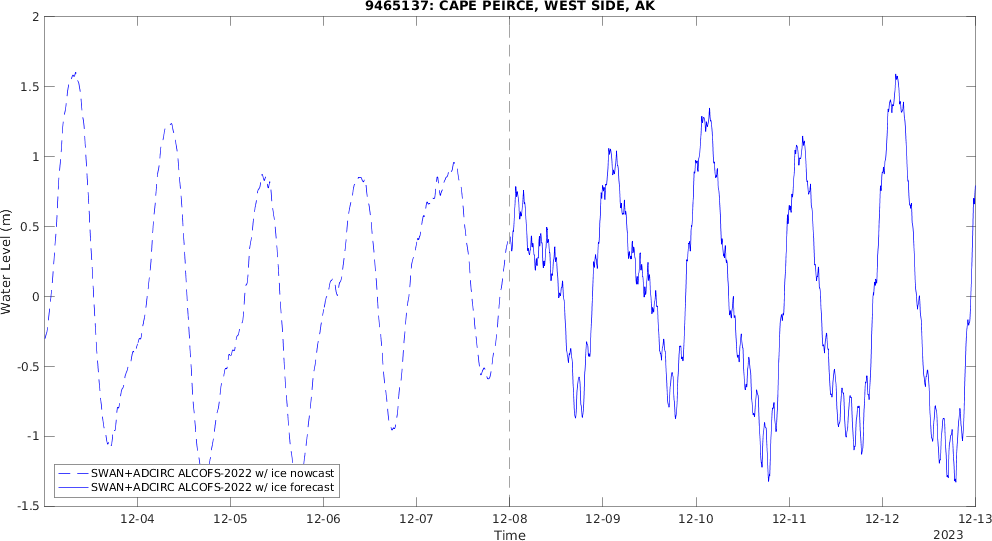 9465137: CAPE PEIRCE, WEST SIDE, AK
2
1.5
1
0.5
0
-0.5
-1
-1.5
Water Level (m)
SWAN+ADCIRC ALCOFS-2022 w/ ice nowcast
SWAN+ADCIRC ALCOFS-2022 w/ ice forecast
12-04 12-05 12-06 12-07 12-08 12-09 12-10 12-11 12-12 12-13
Time
2023